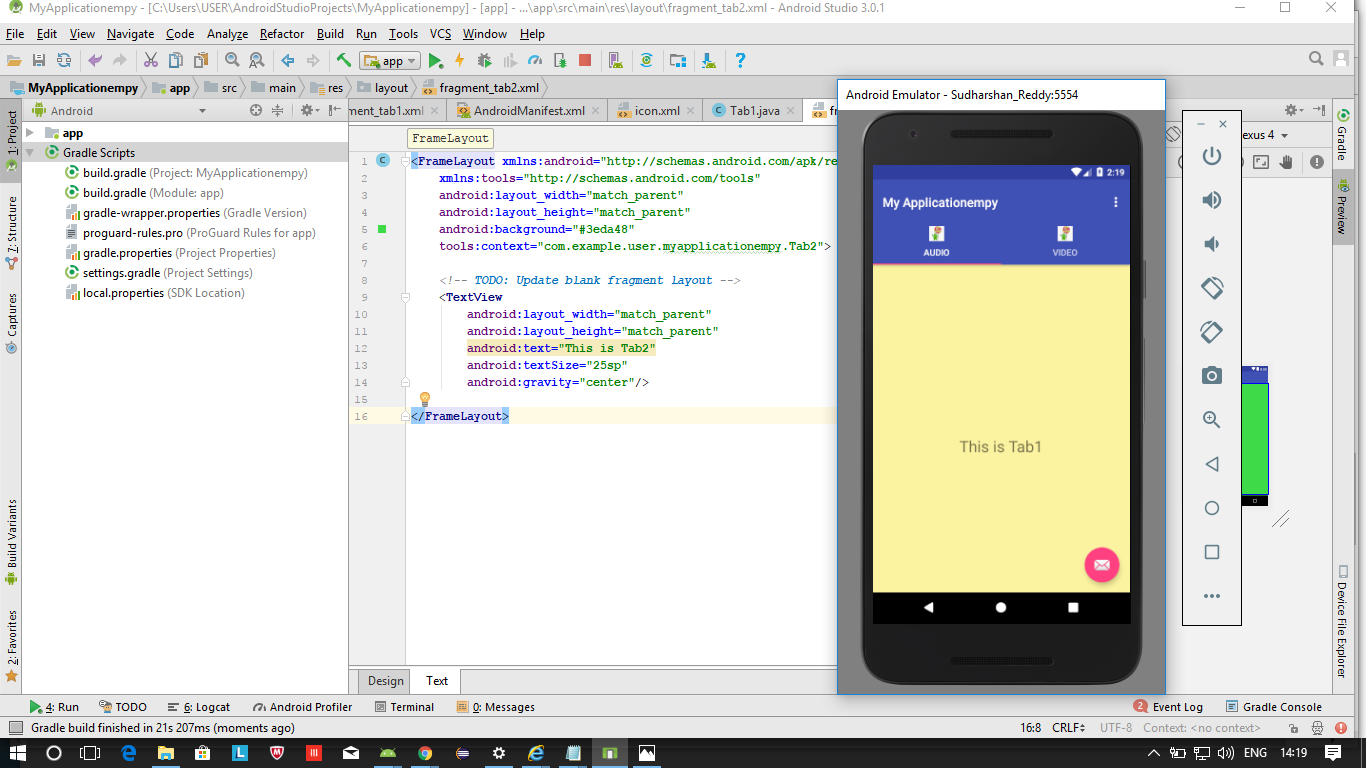 MyApplicationempy - [C:\Users\USER\AndroidStudioProjects\MyApplicationempy] - [app] - ...\app\src\main\res\layout\fragment_tab2.xml - Android Studio 3.0.1
File Edit View Navigate Code Analyze Refactor Build Run Tools VCS Window Help
app
MyApplicationempy app src main res layout fragment_tab2.xml
Android
ment_tab1.xml AndroidManifest.xml icon.xml Tab1.java
app
Gradle Scripts
build.gradle (Project: MyApplicationempy)
build.gradle (Module: app)
gradle-wrapper.properties (Gradle Version)
proguard-rules.pro (ProGuard Rules for app)
gradle.properties (Project Properties)
settings.gradle (Project Settings)
local.properties (SDK Location)
1: Project
7: Structure
Captures
Build Variants
2: Favorites
FrameLayout
1 <FrameLayout xmlns:android="http://schemas.android.com/apk/re
2 xmlns:tools="http://schemas.android.com/tools"
3 android:layout_width="match_parent"
4 android:layout_height="match_parent"
5 android:background="#3eda48"
6 tools:context="com.example.user.myapplicationempy.Tab2">
7
8 <!-- TODO: Update blank fragment layout -->
9 <TextView
10 android:layout_width="match_parent"
11 android:layout_height="match_parent"
12 android:text="This is Tab2"
13 android:textSize="25sp"
14 android:gravity="center"/>
15
16 </FrameLayout>
Design Text
Android Emulator - Sudharshan_Reddy:5554
2:19
My Applicationempy
AUDIO VIDEO
This is Tab1
exus 4
Gradle
Preview
Device File Explorer
4: Run TODO 6: Logcat Android Profiler Terminal 0: Messages 2 Event Log Gradle Console
Gradle build finished in 21s 207ms (moments ago) 16:8 CRLF UTF-8 Context: <no context>
ENG 14:19